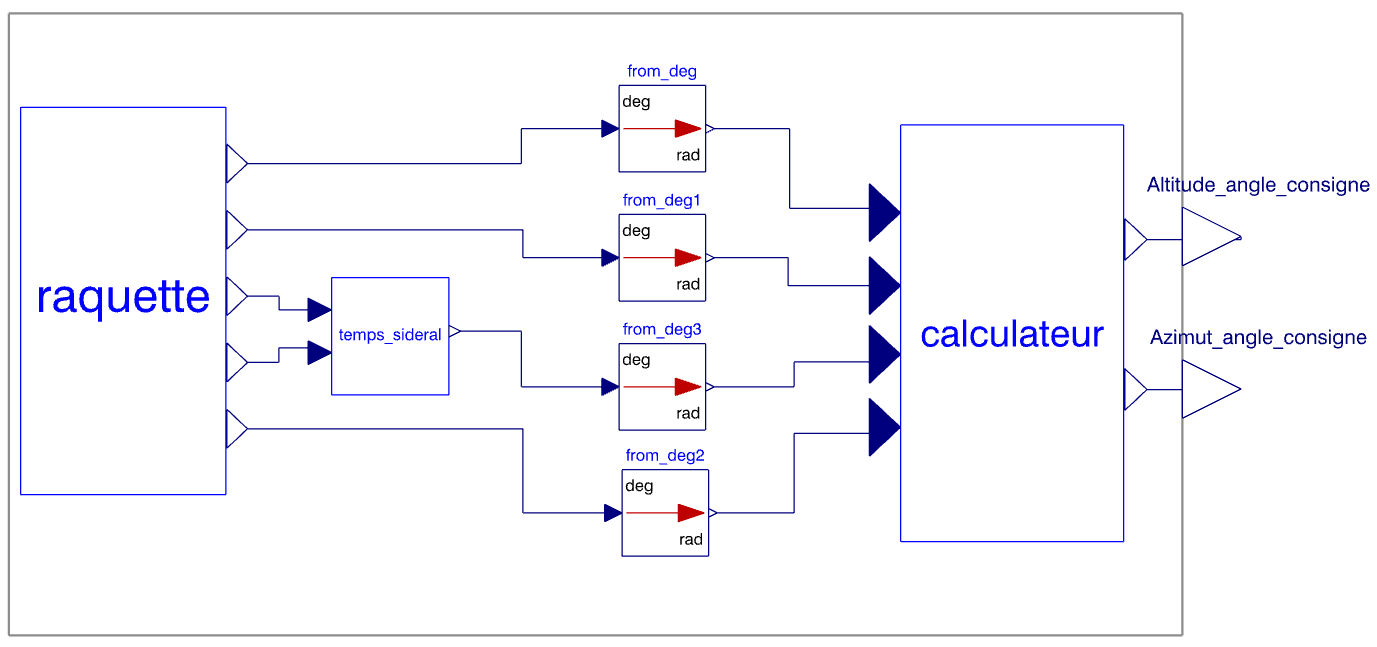 from_deg
deg
rad
from_deg1
deg
rad
raquette
temps_sideral
from_deg3
deg
rad
from_deg2
deg
rad
calculateur
Altitude_angle_consigne
Azimut_angle_consigne